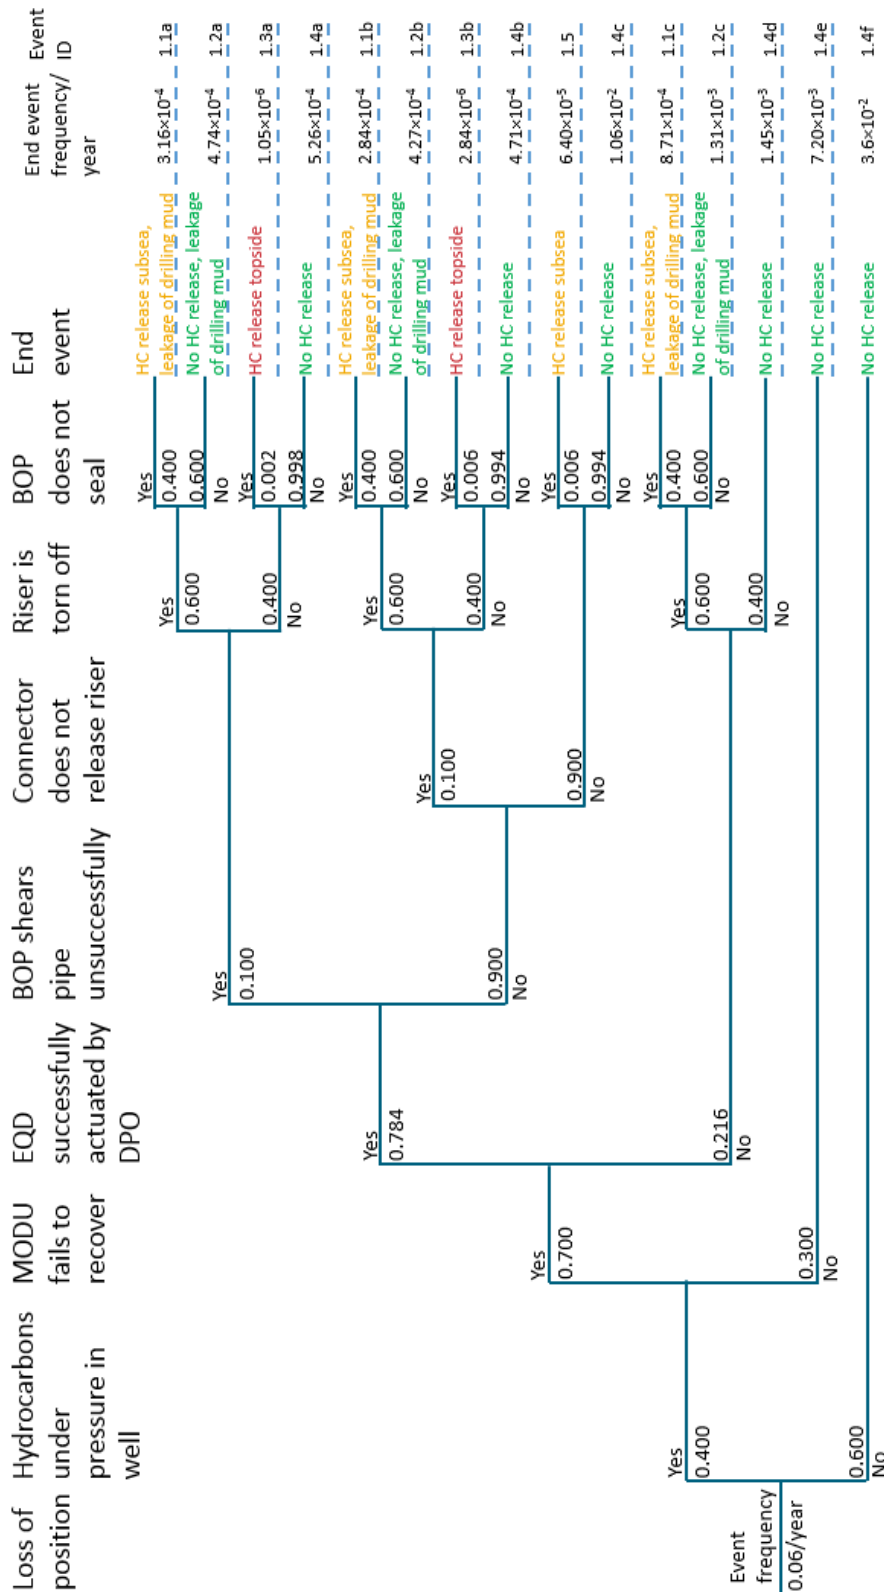 Loss of
position
Hydrocarbons
under
pressure in
well
MODU
fails to
recover
EQD
successfully
actuated by
DPO
BOP shears
pipe
unsuccessfully
Connector
does not
release riser
Riser is
torn off
BOP
does not
seal
End
event
End event
frequency/
year
Event
ID
Event
frequency
0.06/year
Yes
0.400
0.600
No
Yes
0.700
0.300
No
Yes
0.784
0.216
No
Yes
0.100
0.900
No
Yes
0.100
0.900
No
Yes
0.600
0.400
No
Yes
0.600
0.400
No
Yes
0.600
0.400
No
Yes
0.400
0.600
No
Yes
0.002
0.998
No
Yes
0.400
0.600
No
Yes
0.006
0.994
No
Yes
0.006
0.994
No
Yes
0.400
0.600
No
HC release subsea,
leakage of drilling mud
3.16×10⁻⁴ 1.1a
No HC release, leakage
of drilling mud
4.74×10⁻⁴ 1.2a
HC release topside
1.05×10⁻⁶ 1.3a
No HC release
5.26×10⁻⁴ 1.4a
HC release subsea,
leakage of drilling mud
2.84×10⁻⁴ 1.1b
No HC release, leakage
of drilling mud
4.27×10⁻⁴ 1.2b
HC release topside
2.84×10⁻⁶ 1.3b
No HC release
4.71×10⁻⁴ 1.4b
HC release subsea
6.40×10⁻⁵ 1.5
No HC release
1.06×10⁻² 1.4c
HC release subsea,
leakage of drilling mud
8.71×10⁻⁴ 1.1c
No HC release, leakage
of drilling mud
1.31×10⁻³ 1.2c
No HC release
1.45×10⁻³ 1.4d
No HC release
7.20×10⁻³ 1.4e
No HC release
3.6×10⁻² 1.4f